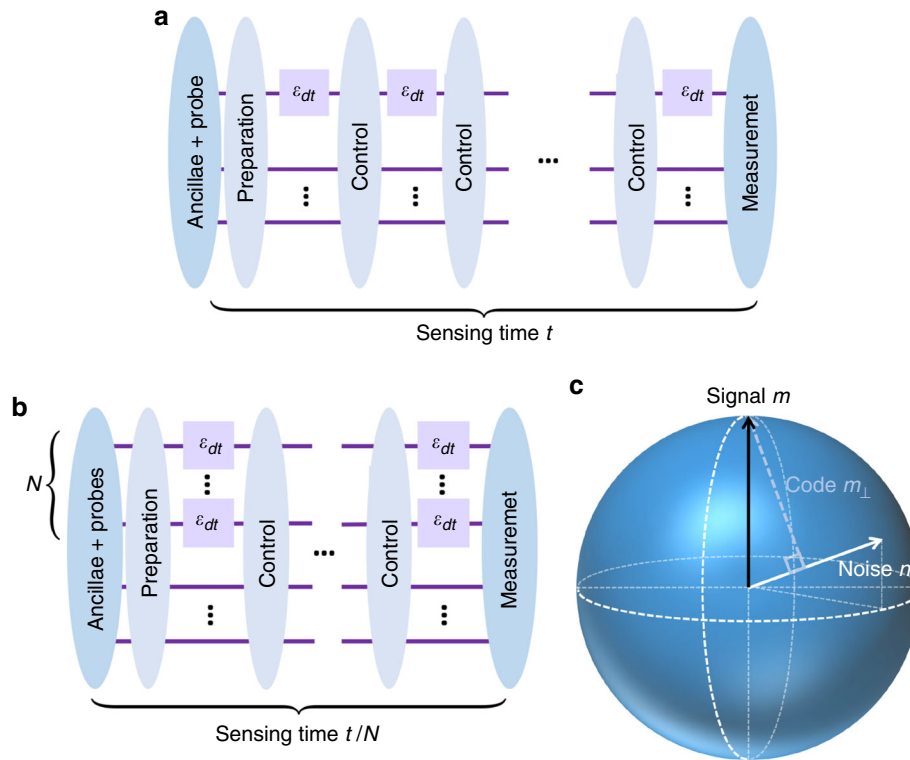 a
Ancillae + probe
Preparation
εdt
Control
εdt
Control
...
...
...
Control
εdt
...
Measuremet
Sensing time t
b
N
Ancillae + probes
Preparation
εdt
...
εdt
...
Control
...
Control
εdt
...
εdt
...
Measuremet
Sensing time t/N
c
Signal m
Code m⊥
Noise n